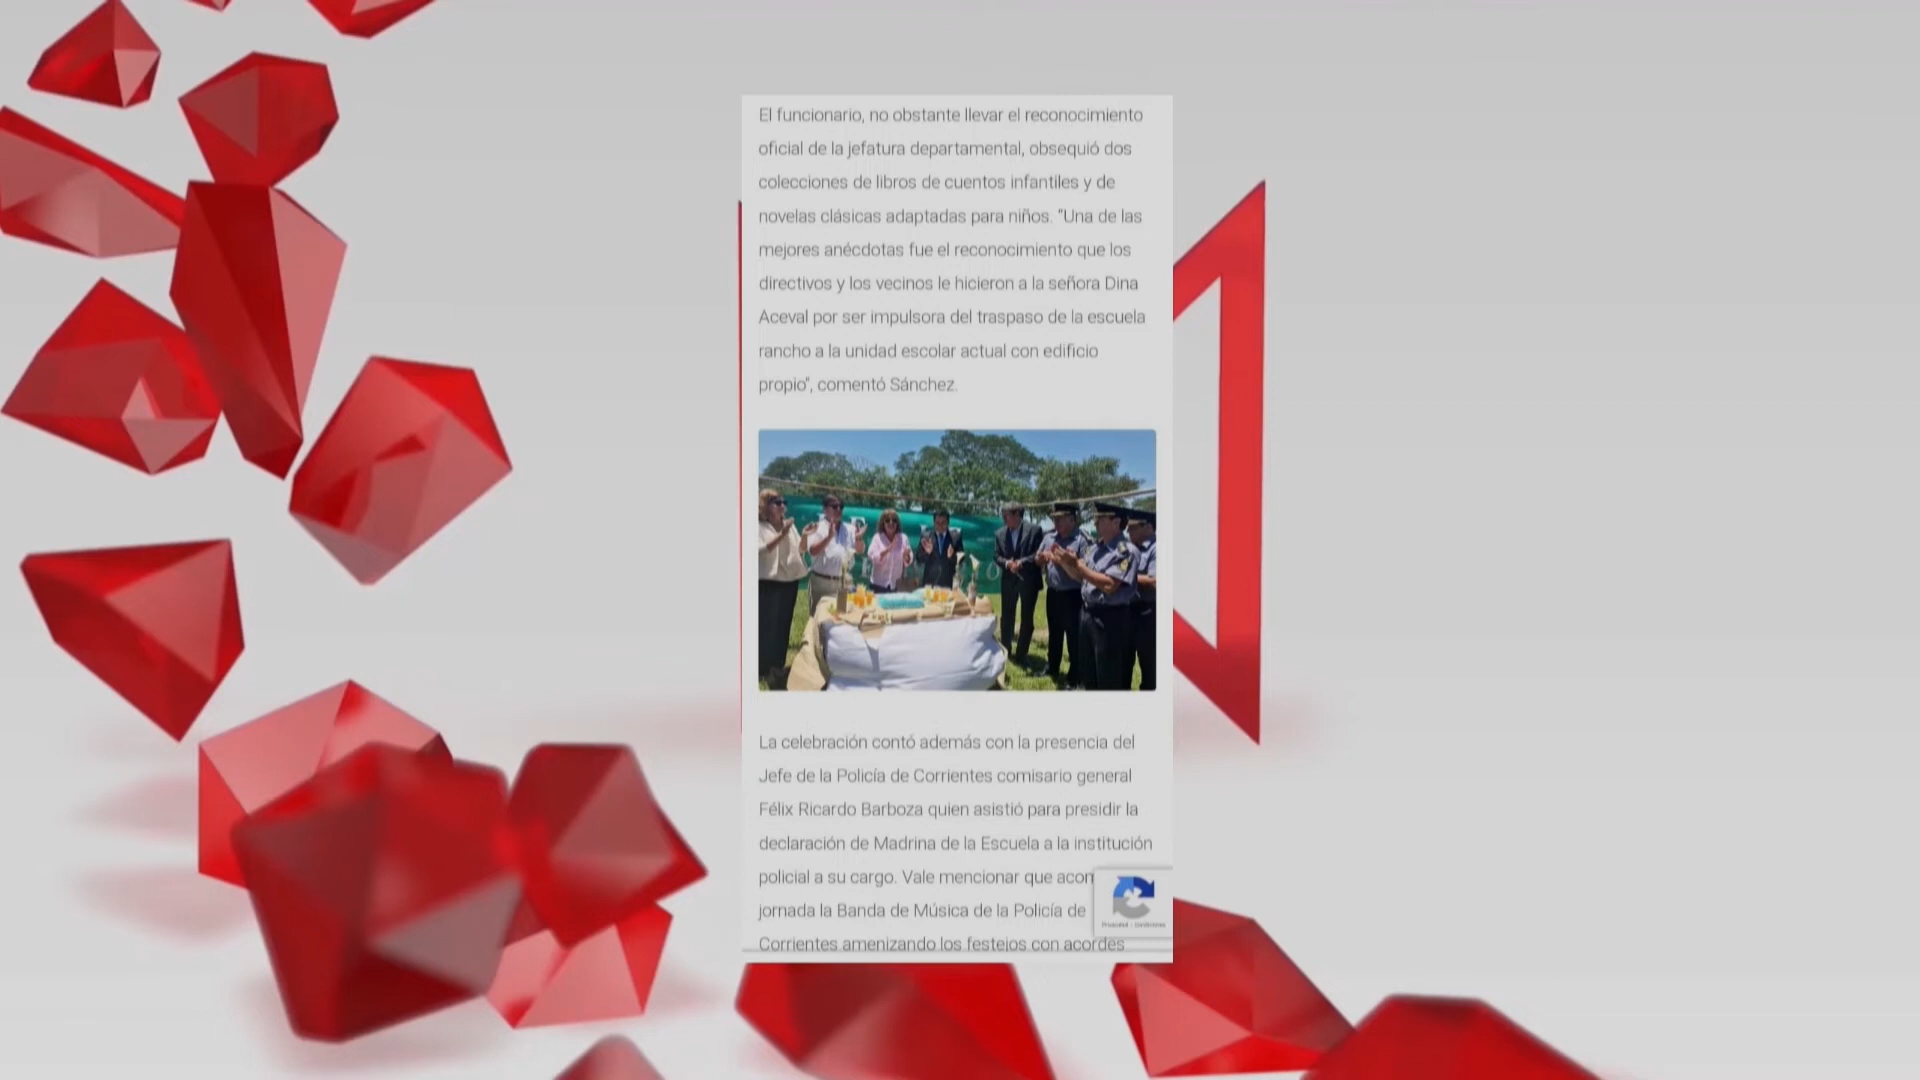 El funcionario, no obstante llevar el reconocimiento
oficial de la jefatura departamental, obsequió dos
colecciones de libros de cuentos infantiles y de
novelas clásicas adaptadas para niños. “Una de las
mejores anécdotas fue el reconocimiento que los
directivos y los vecinos le hicieron a la señora Dina
Aceval por ser impulsora del traspaso de la escuela
rancho a la unidad escolar actual con edificio
propio”, comentó Sánchez.
La celebración contó además con la presencia del
Jefe de la Policía de Corrientes comisario general
Félix Ricardo Barboza quien asistió para presidir la
declaración de Madrina de la Escuela a la institución
policial a su cargo. Vale mencionar que acon
jornada la Banda de Música de la Policía de
Corrientes amenizando los festejos con acordes
Privacidad - Condiciones